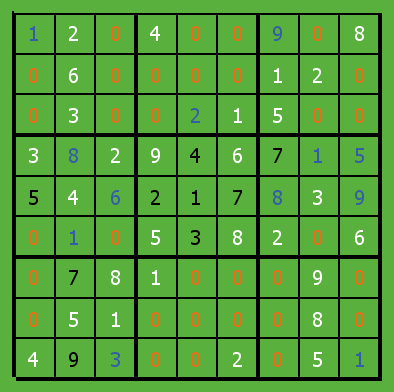 1 2 0 4 0 0 9 0 8
0 6 0 0 0 0 1 2 0
0 3 0 0 2 1 5 0 0
3 8 2 9 4 6 7 1 5
5 4 6 2 1 7 8 3 9
0 1 0 5 3 8 2 0 6
0 7 8 1 0 0 0 9 0
0 5 1 0 0 0 0 8 0
4 9 3 0 0 2 0 5 1